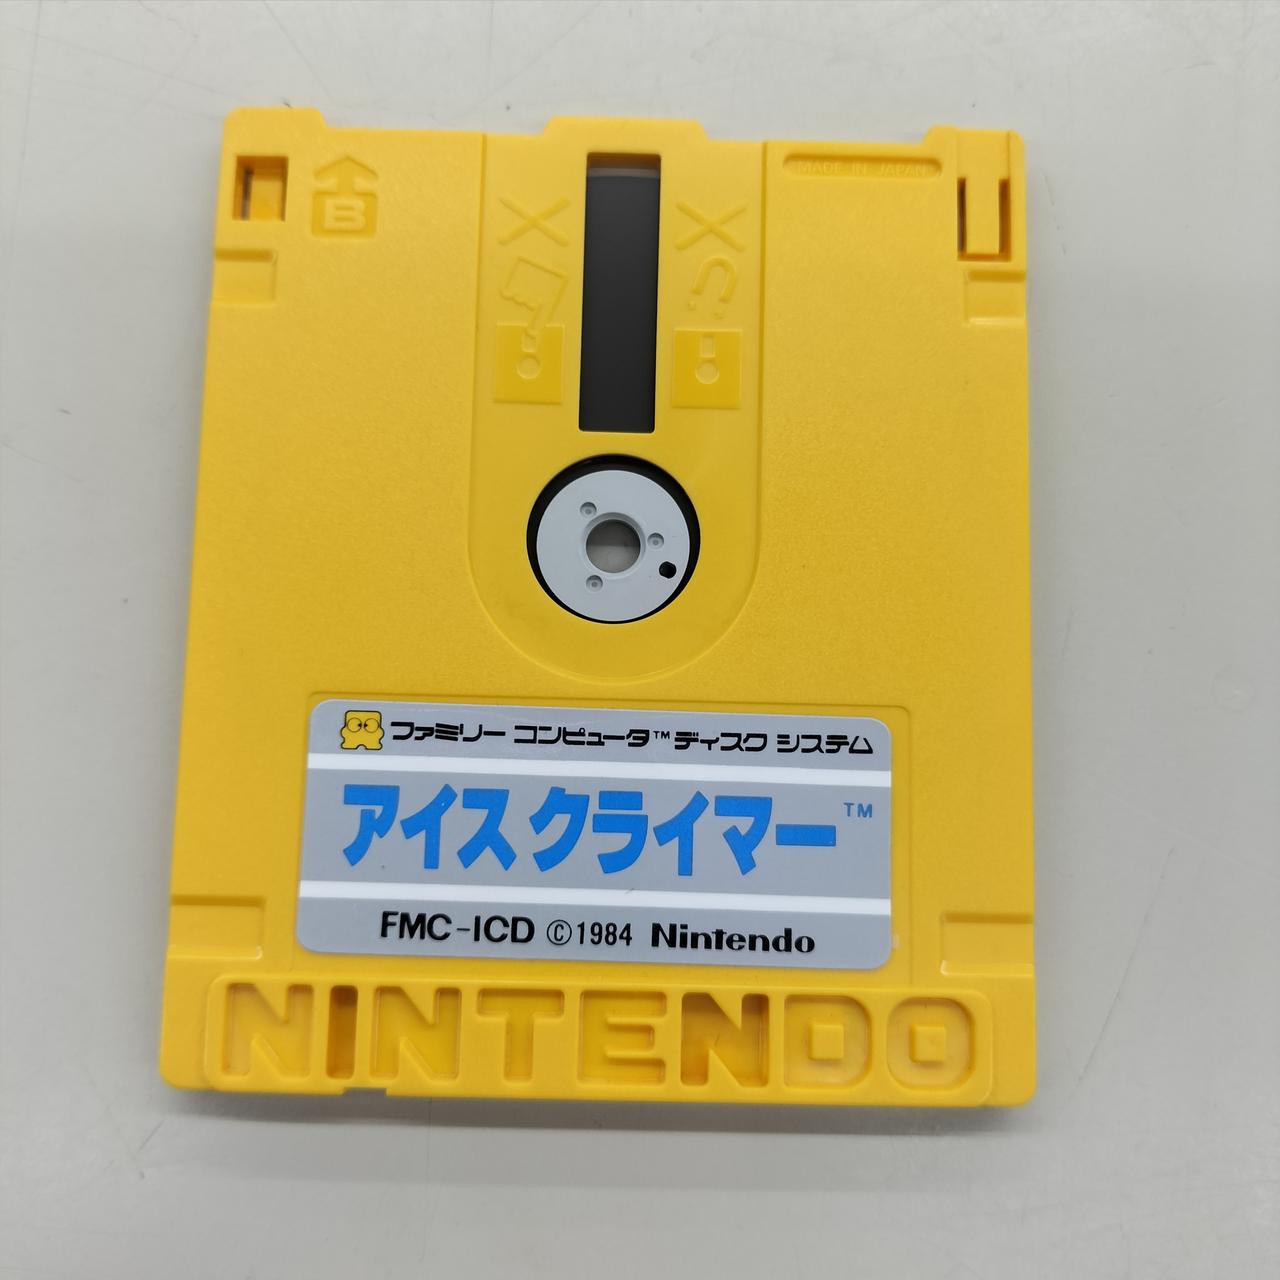 B
MADE IN JAPAN
ファミリー コンピュータ™ ディスク システム
アイスクライマー™
FMC-ICD ©1984 Nintendo
NINTENDO